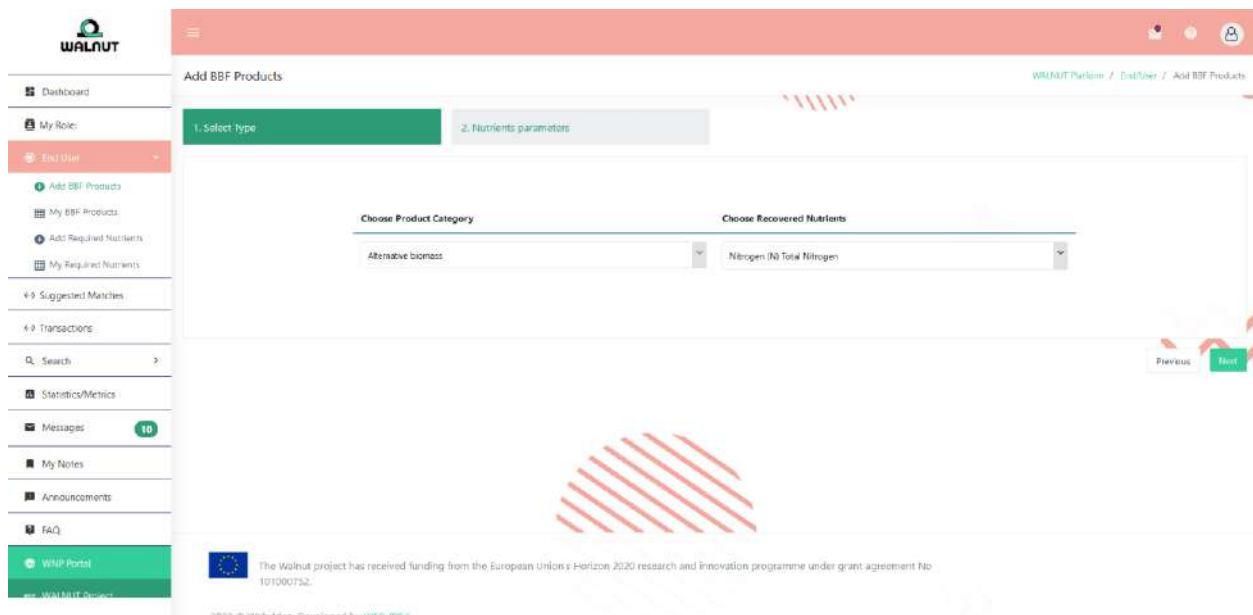 WALNUT
Add BBF Products
WALNUT Platform / End/User / Add BBF Products
Dashboard
My Role:
End User
Add BBF Products
My BBF Products
Add Required Nutrients
My Required Nutrients
Suggested Matches
Transactions
Search
Statistics/Metrics
Messages 10
My Notes
Announcements
FAQ
WNP Portal
WALNUT Project
1. Select Type
2. Nutrients parameters
Choose Product Category
Choose Recovered Nutrients
Alternative biomass
Nitrogen (N) Total Nitrogen
Previous
Next
The Walnut project has received funding from the European Union's Horizon 2020 research and innovation programme under grant agreement No
101000752.